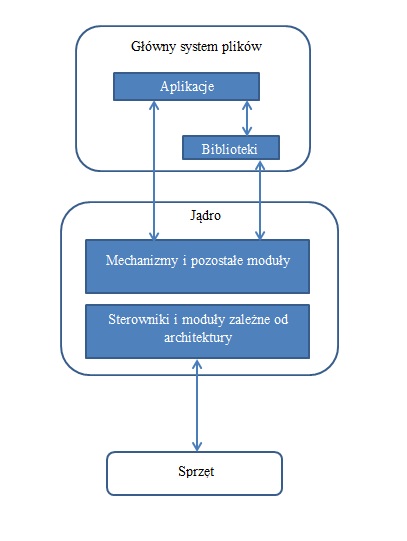 Główny system plików
Aplikacje
Biblioteki
Jądro
Mechanizmy i pozostałe moduły
Sterowniki i moduły zależne od
architektury
Sprzęt